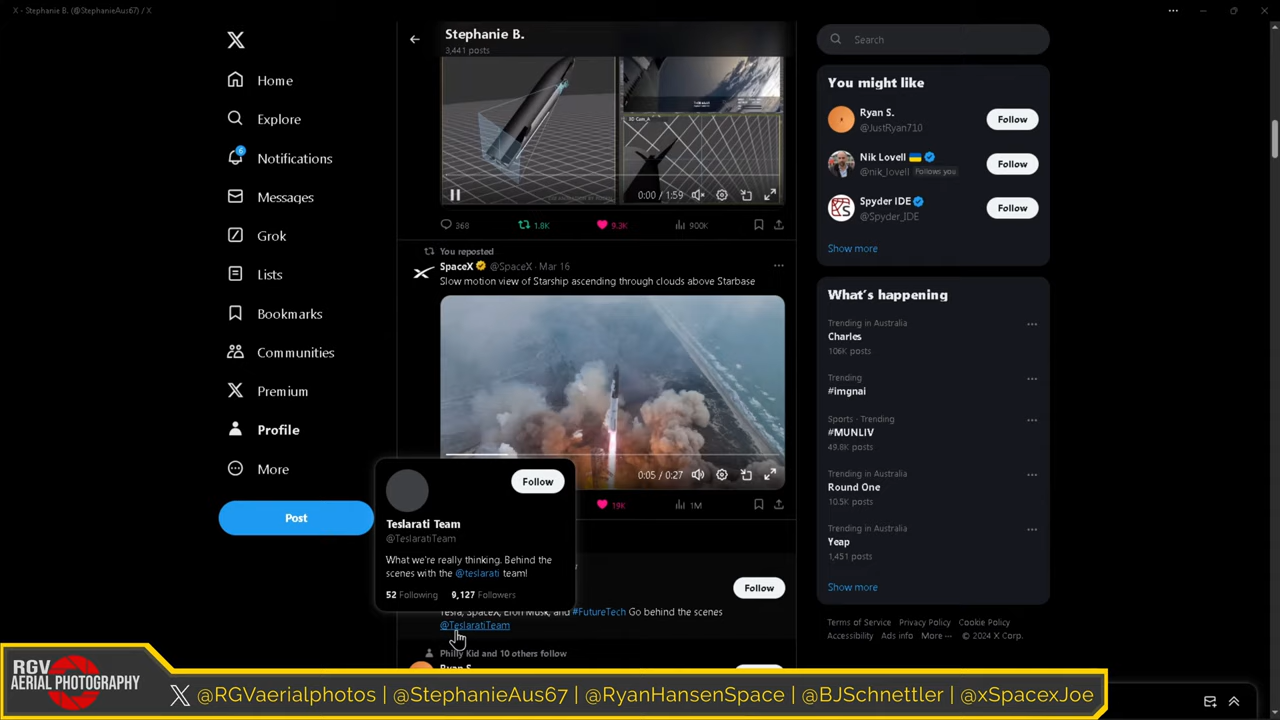 X - Stephanie B. (@StephanieAus67) / X
Home
Explore
6
Notifications
Messages
Grok
Lists
Bookmarks
Communities
Premium
Profile
More
Post
Stephanie B.
3,441 posts
0:00 / 1:59
368
1.8K
9.3K
900K
You reposted
SpaceX @SpaceX · Mar 16
Slow motion view of Starship ascending through clouds above Starbase
0:05 / 0:27
19K
1M
Follow
Teslarati Team
@TeslaratiTeam
What we're really thinking. Behind the
scenes with the @teslarati team!
52 Following 9,127 Followers
Follow
Tesla, SpaceX, Elon Musk, and #FutureTech Go behind the scenes
@TeslaratiTeam
Philly Kid and 10 others follow
Ryan S.
Search
You might like
Ryan S.
@JustRyan710
Follow
Nik Lovell
@nik_lovell Follows you
Follow
Spyder IDE
@Spyder_IDE
Follow
Show more
What's happening
Trending in Australia
Charles
106K posts
Trending
#imgnai
Sports · Trending
#MUNLIV
49.8K posts
Trending in Australia
Round One
10.5K posts
Trending in Australia
Yeap
1,451 posts
Show more
Terms of Service Privacy Policy Cookie Policy
Accessibility Ads info More ··· © 2024 X Corp.
RGV
AERIAL PHOTOGRAPHY
X @RGVaerialphotos | @StephanieAus67 | @RyanHansenSpace | @BJSchnettler | @xSpacexJoe